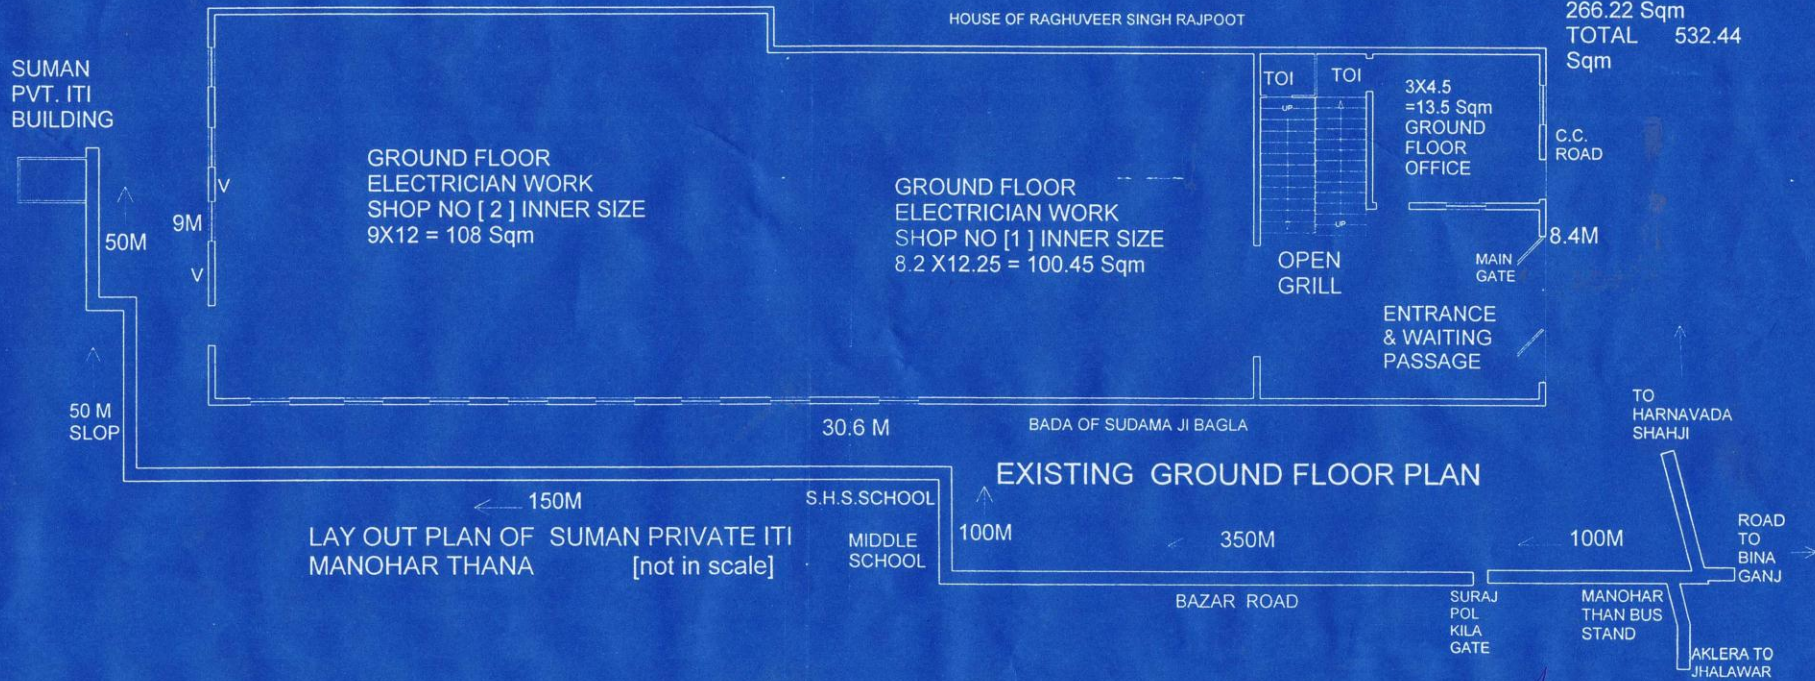 HOUSE OF RAGHUVEER SINGH RAJPOOT
266.22 Sqm
TOTAL 532.44
Sqm
SUMAN
PVT. ITI
BUILDING
TOI
TOI
3X4.5
=13.5 Sqm
GROUND
FLOOR
OFFICE
UP
C.C.
ROAD
GROUND FLOOR
ELECTRICIAN WORK
SHOP NO [ 2 ] INNER SIZE
9X12 = 108 Sqm
GROUND FLOOR
ELECTRICIAN WORK
SHOP NO [1 ] INNER SIZE
8.2 X12.25 = 100.45 Sqm
V
9M
50M
V
UP
8.4M
OPEN
GRILL
MAIN
GATE
ENTRANCE
& WAITING
PASSAGE
50 M
SLOP
30.6 M
BADA OF SUDAMA JI BAGLA
TO
HARNAVADA
SHAHJI
EXISTING GROUND FLOOR PLAN
150M
S.H.S.SCHOOL
LAY OUT PLAN OF SUMAN PRIVATE ITI
MANOHAR THANA [not in scale]
MIDDLE
SCHOOL
100M
350M
100M
ROAD
TO
BINA
GANJ
BAZAR ROAD
SURAJ
POL
KILA
GATE
MANOHAR
THAN BUS
STAND
AKLERA TO
JHALAWAR